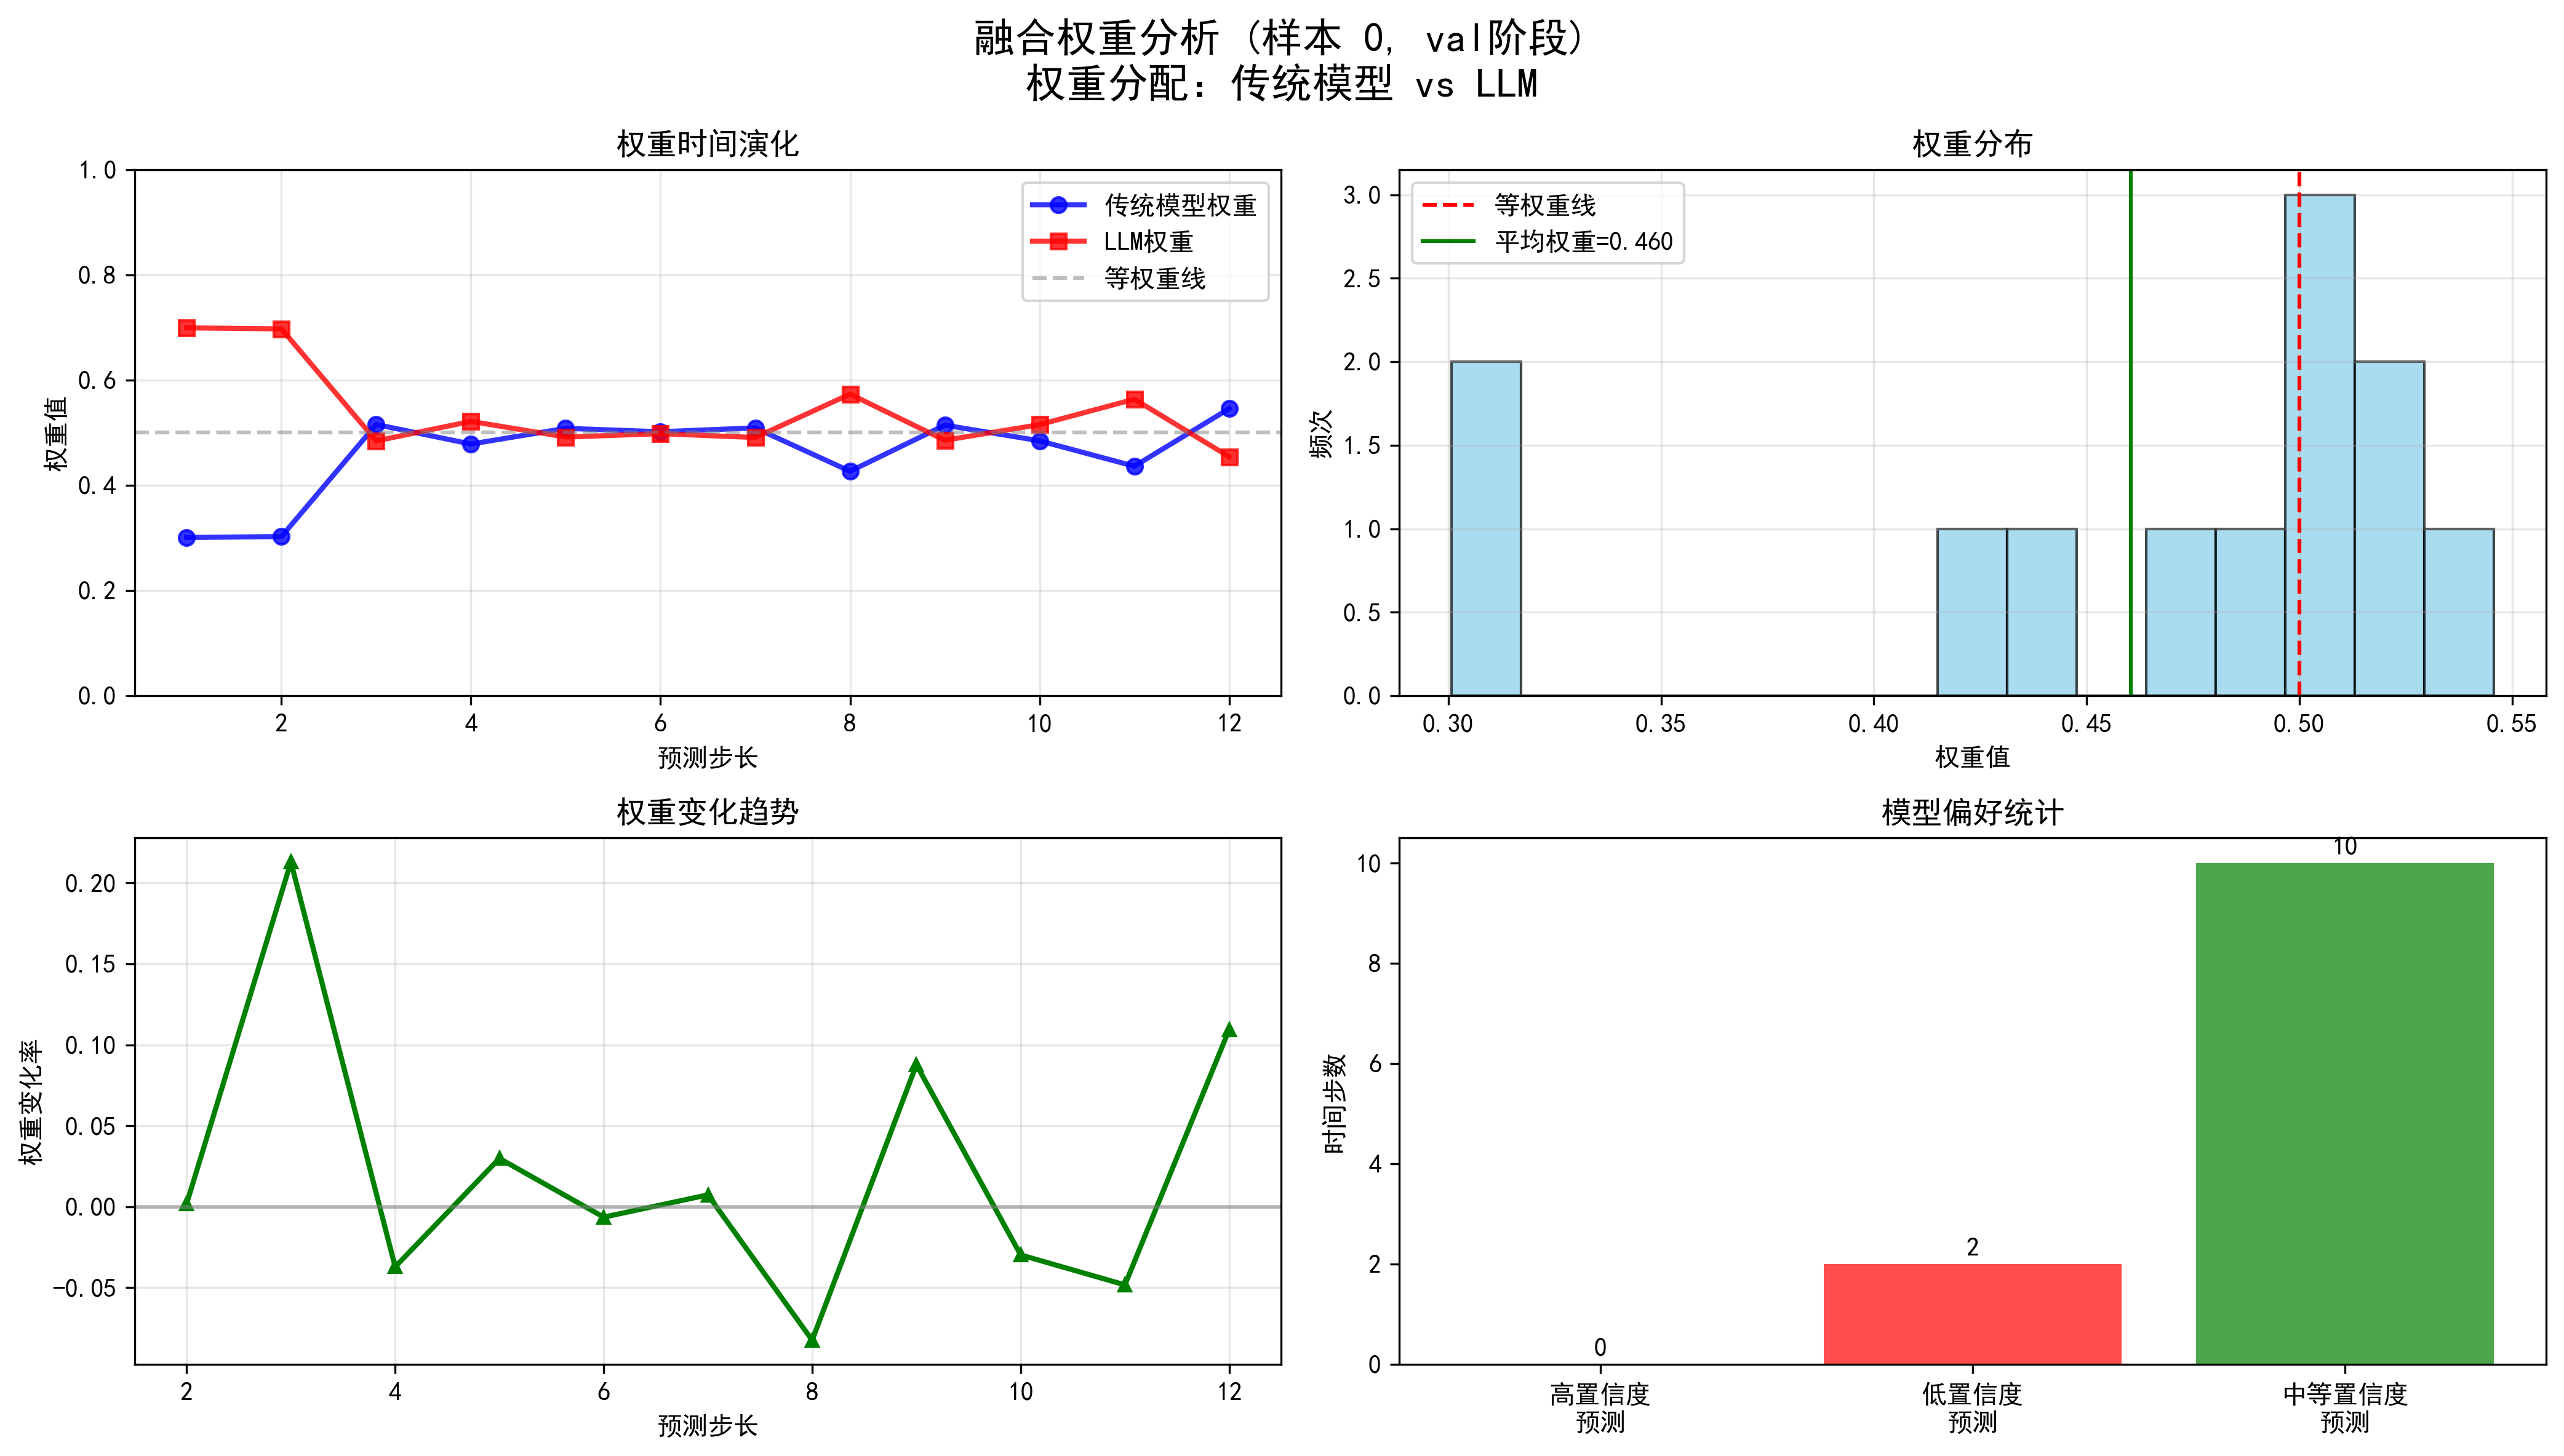 融合权重分析 (样本 0, val阶段)
权重分配: 传统模型 vs LLM
权重时间演化
1.0
0.8
0.6
0.4
0.2
0.0
权重值
2
4
6
8
10
12
预测步长
传统模型权重
LLM权重
等权重线
权重分布
3.0
2.5
2.0
1.5
1.0
0.5
0.0
频次
0.30
0.35
0.40
0.45
0.50
0.55
权重值
等权重线
平均权重=0.460
权重变化趋势
0.20
0.15
0.10
0.05
0.00
−0.05
权重变化率
2
4
6
8
10
12
预测步长
模型偏好统计
10
8
6
4
2
0
时间步数
0
2
10
高置信度
预测
低置信度
预测
中等置信度
预测